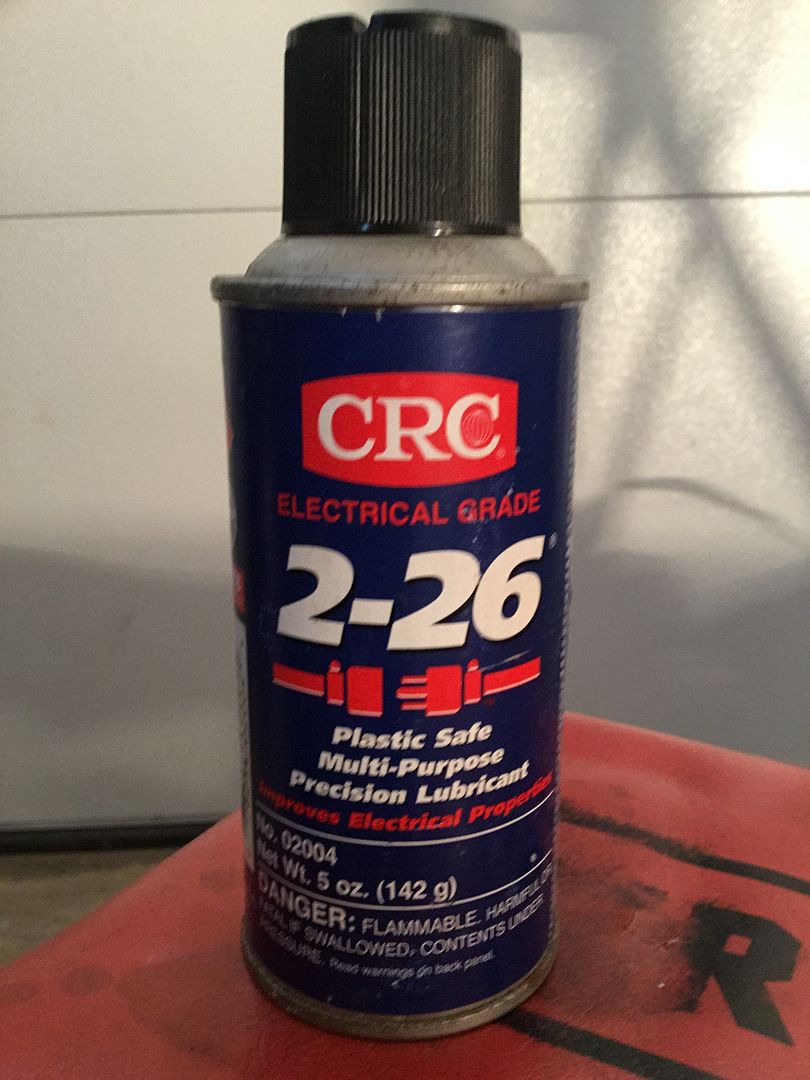 CRC®
ELECTRICAL GRADE
2-26®
Plastic Safe
Multi-Purpose
Precision Lubricant
Improves Electrical Properties
No. 02004
Net Wt. 5 oz. (142 g)
DANGER: FLAMMABLE. HARMFUL OR
FATAL IF SWALLOWED. CONTENTS UNDER
PRESSURE. Read warnings on back panel.
R